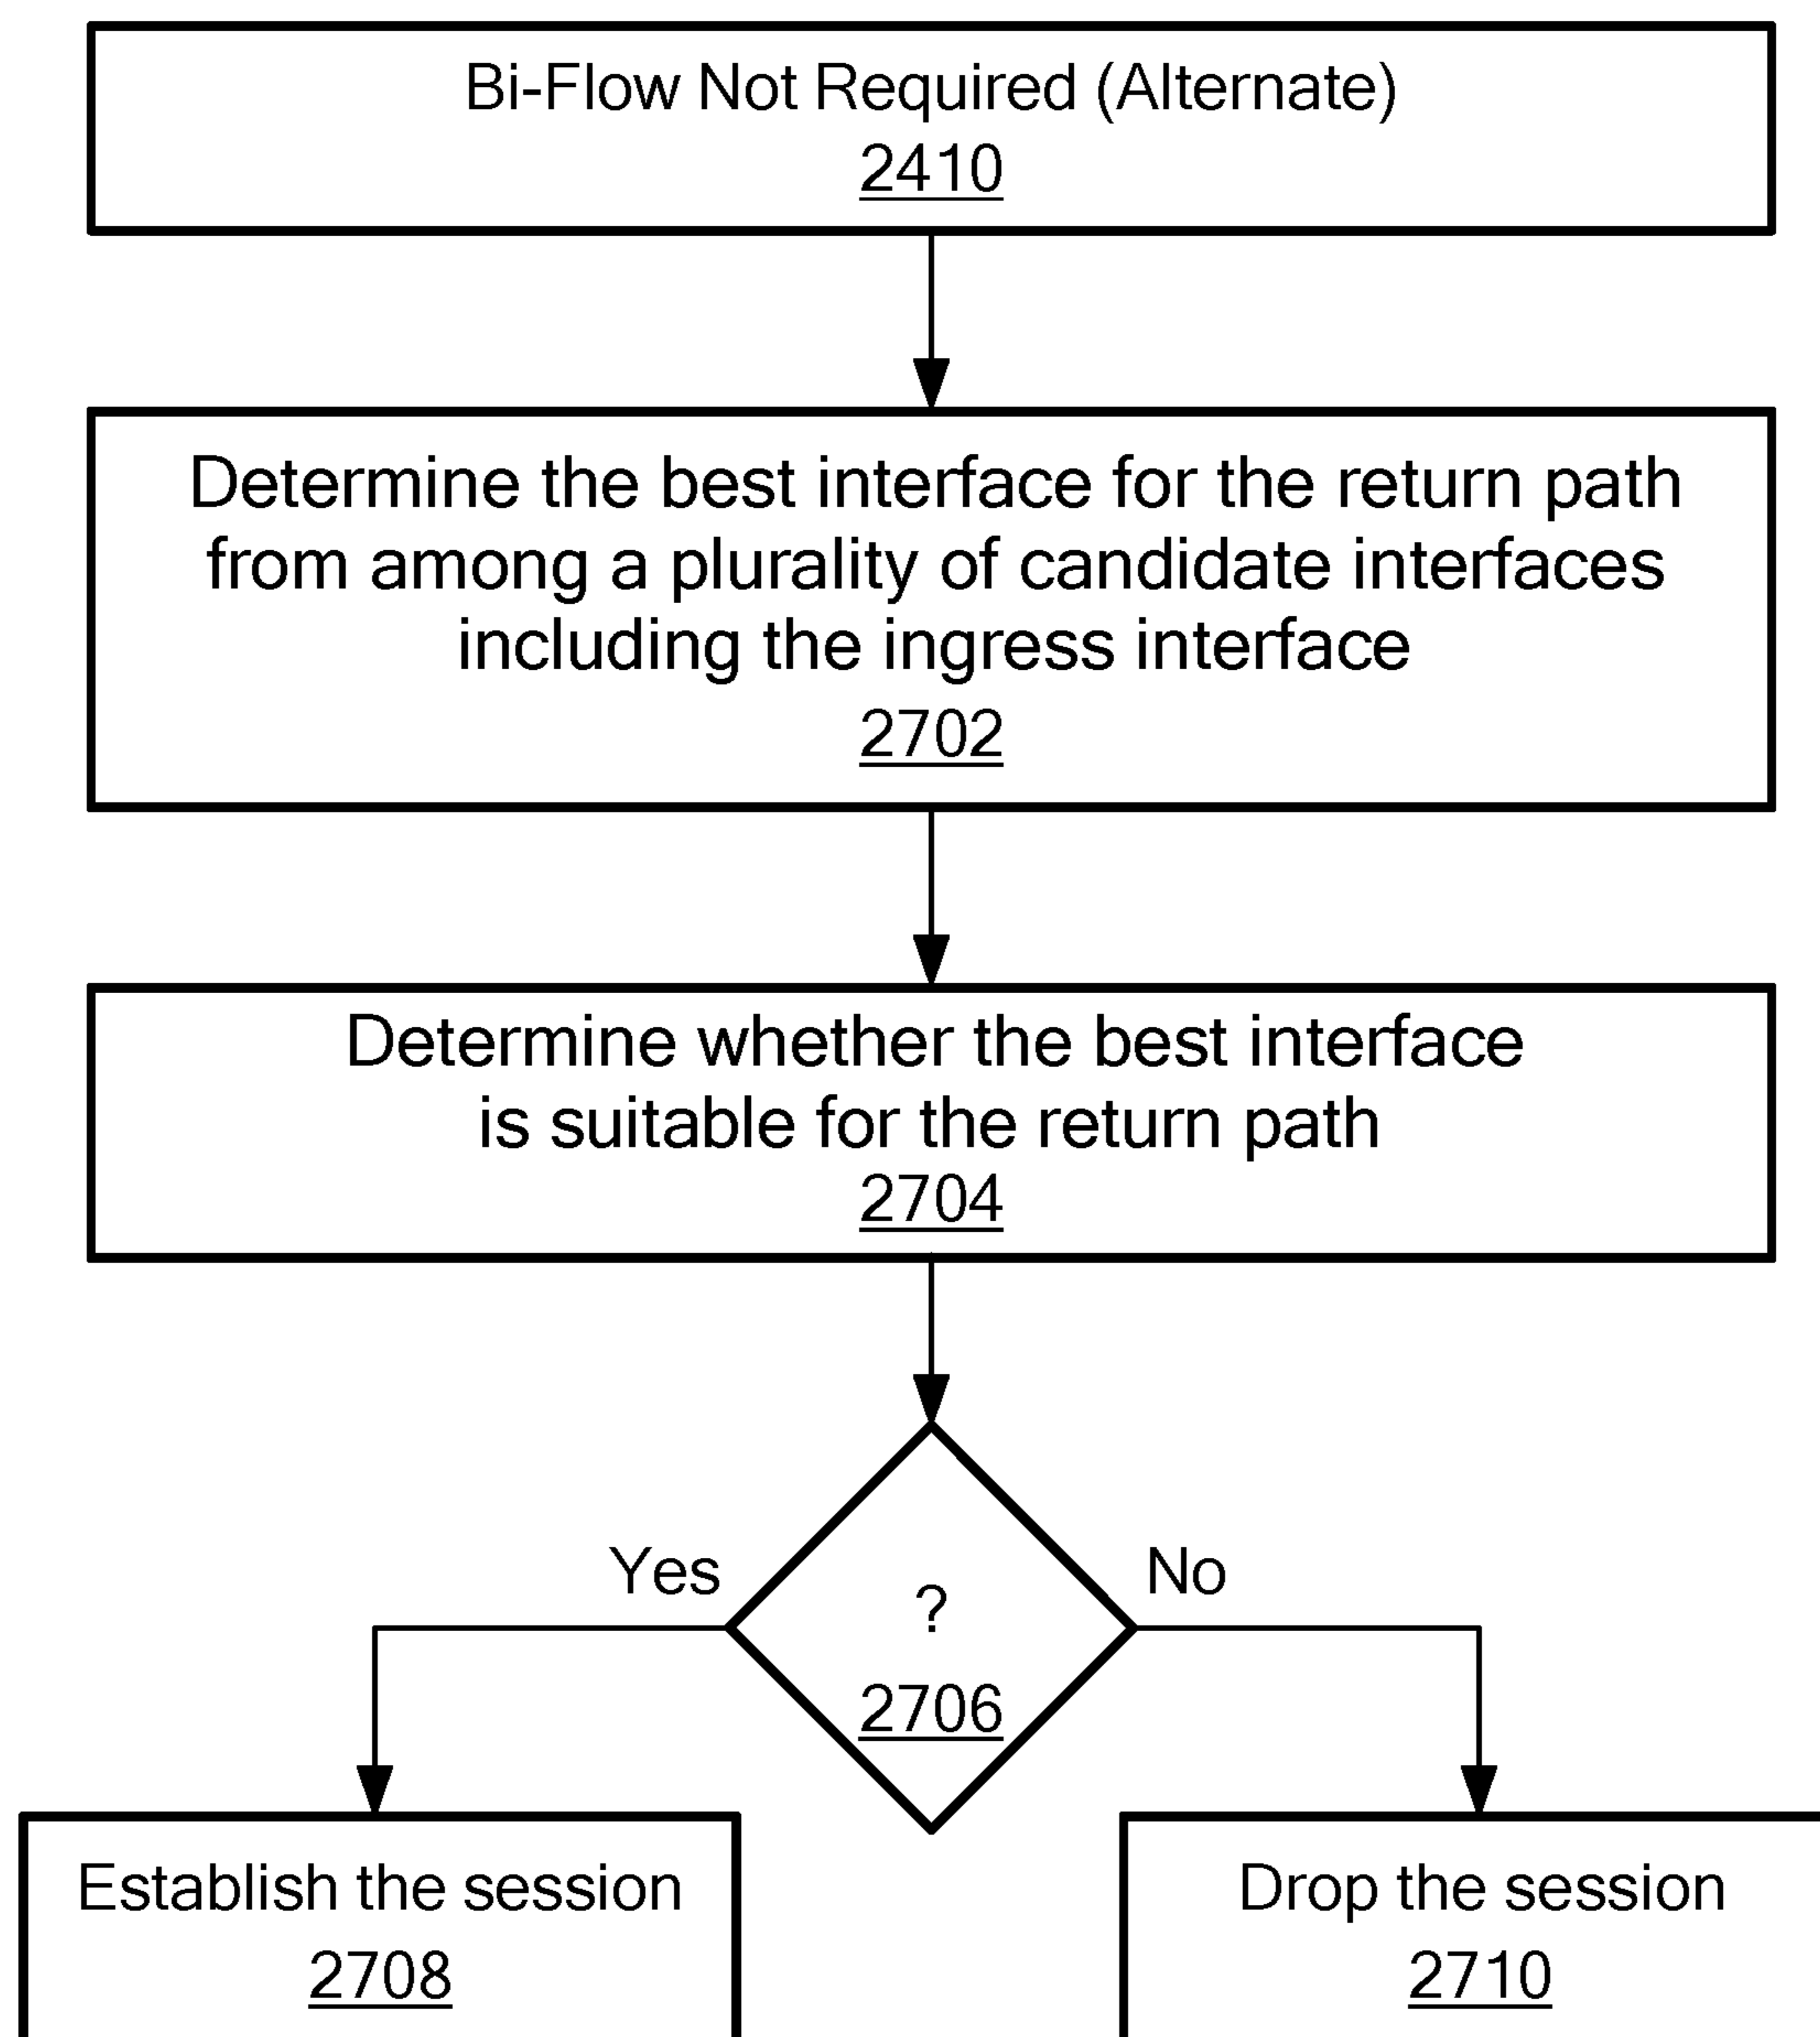 Bi-Flow Not Required (Alternate)
2410
Determine the best interface for the return path
from among a plurality of candidate interfaces
including the ingress interface
2702
Determine whether the best interface
is suitable for the return path
2704
Yes
No
?
2706
Establish the session
2708
Drop the session
2710